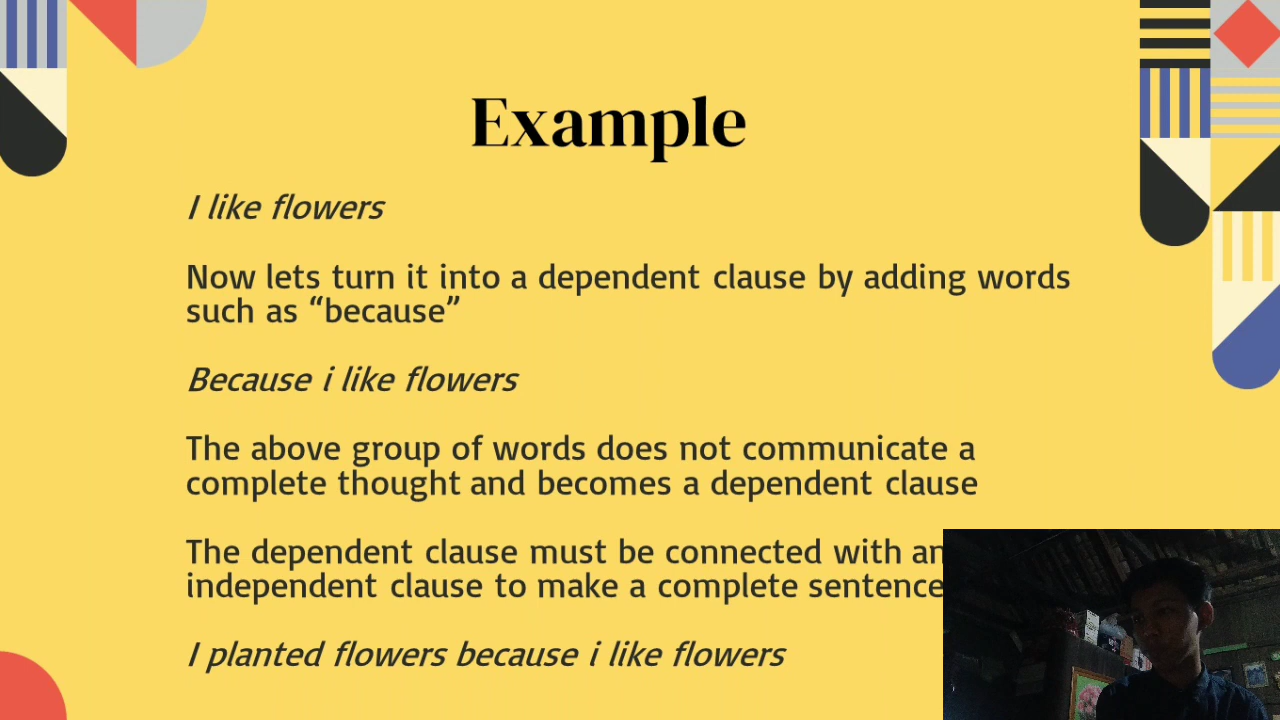 Example
I like flowers
Now lets turn it into a dependent clause by adding words
such as “because”
Because i like flowers
The above group of words does not communicate a
complete thought and becomes a dependent clause
The dependent clause must be connected with an
independent clause to make a complete sentence
I planted flowers because i like flowers